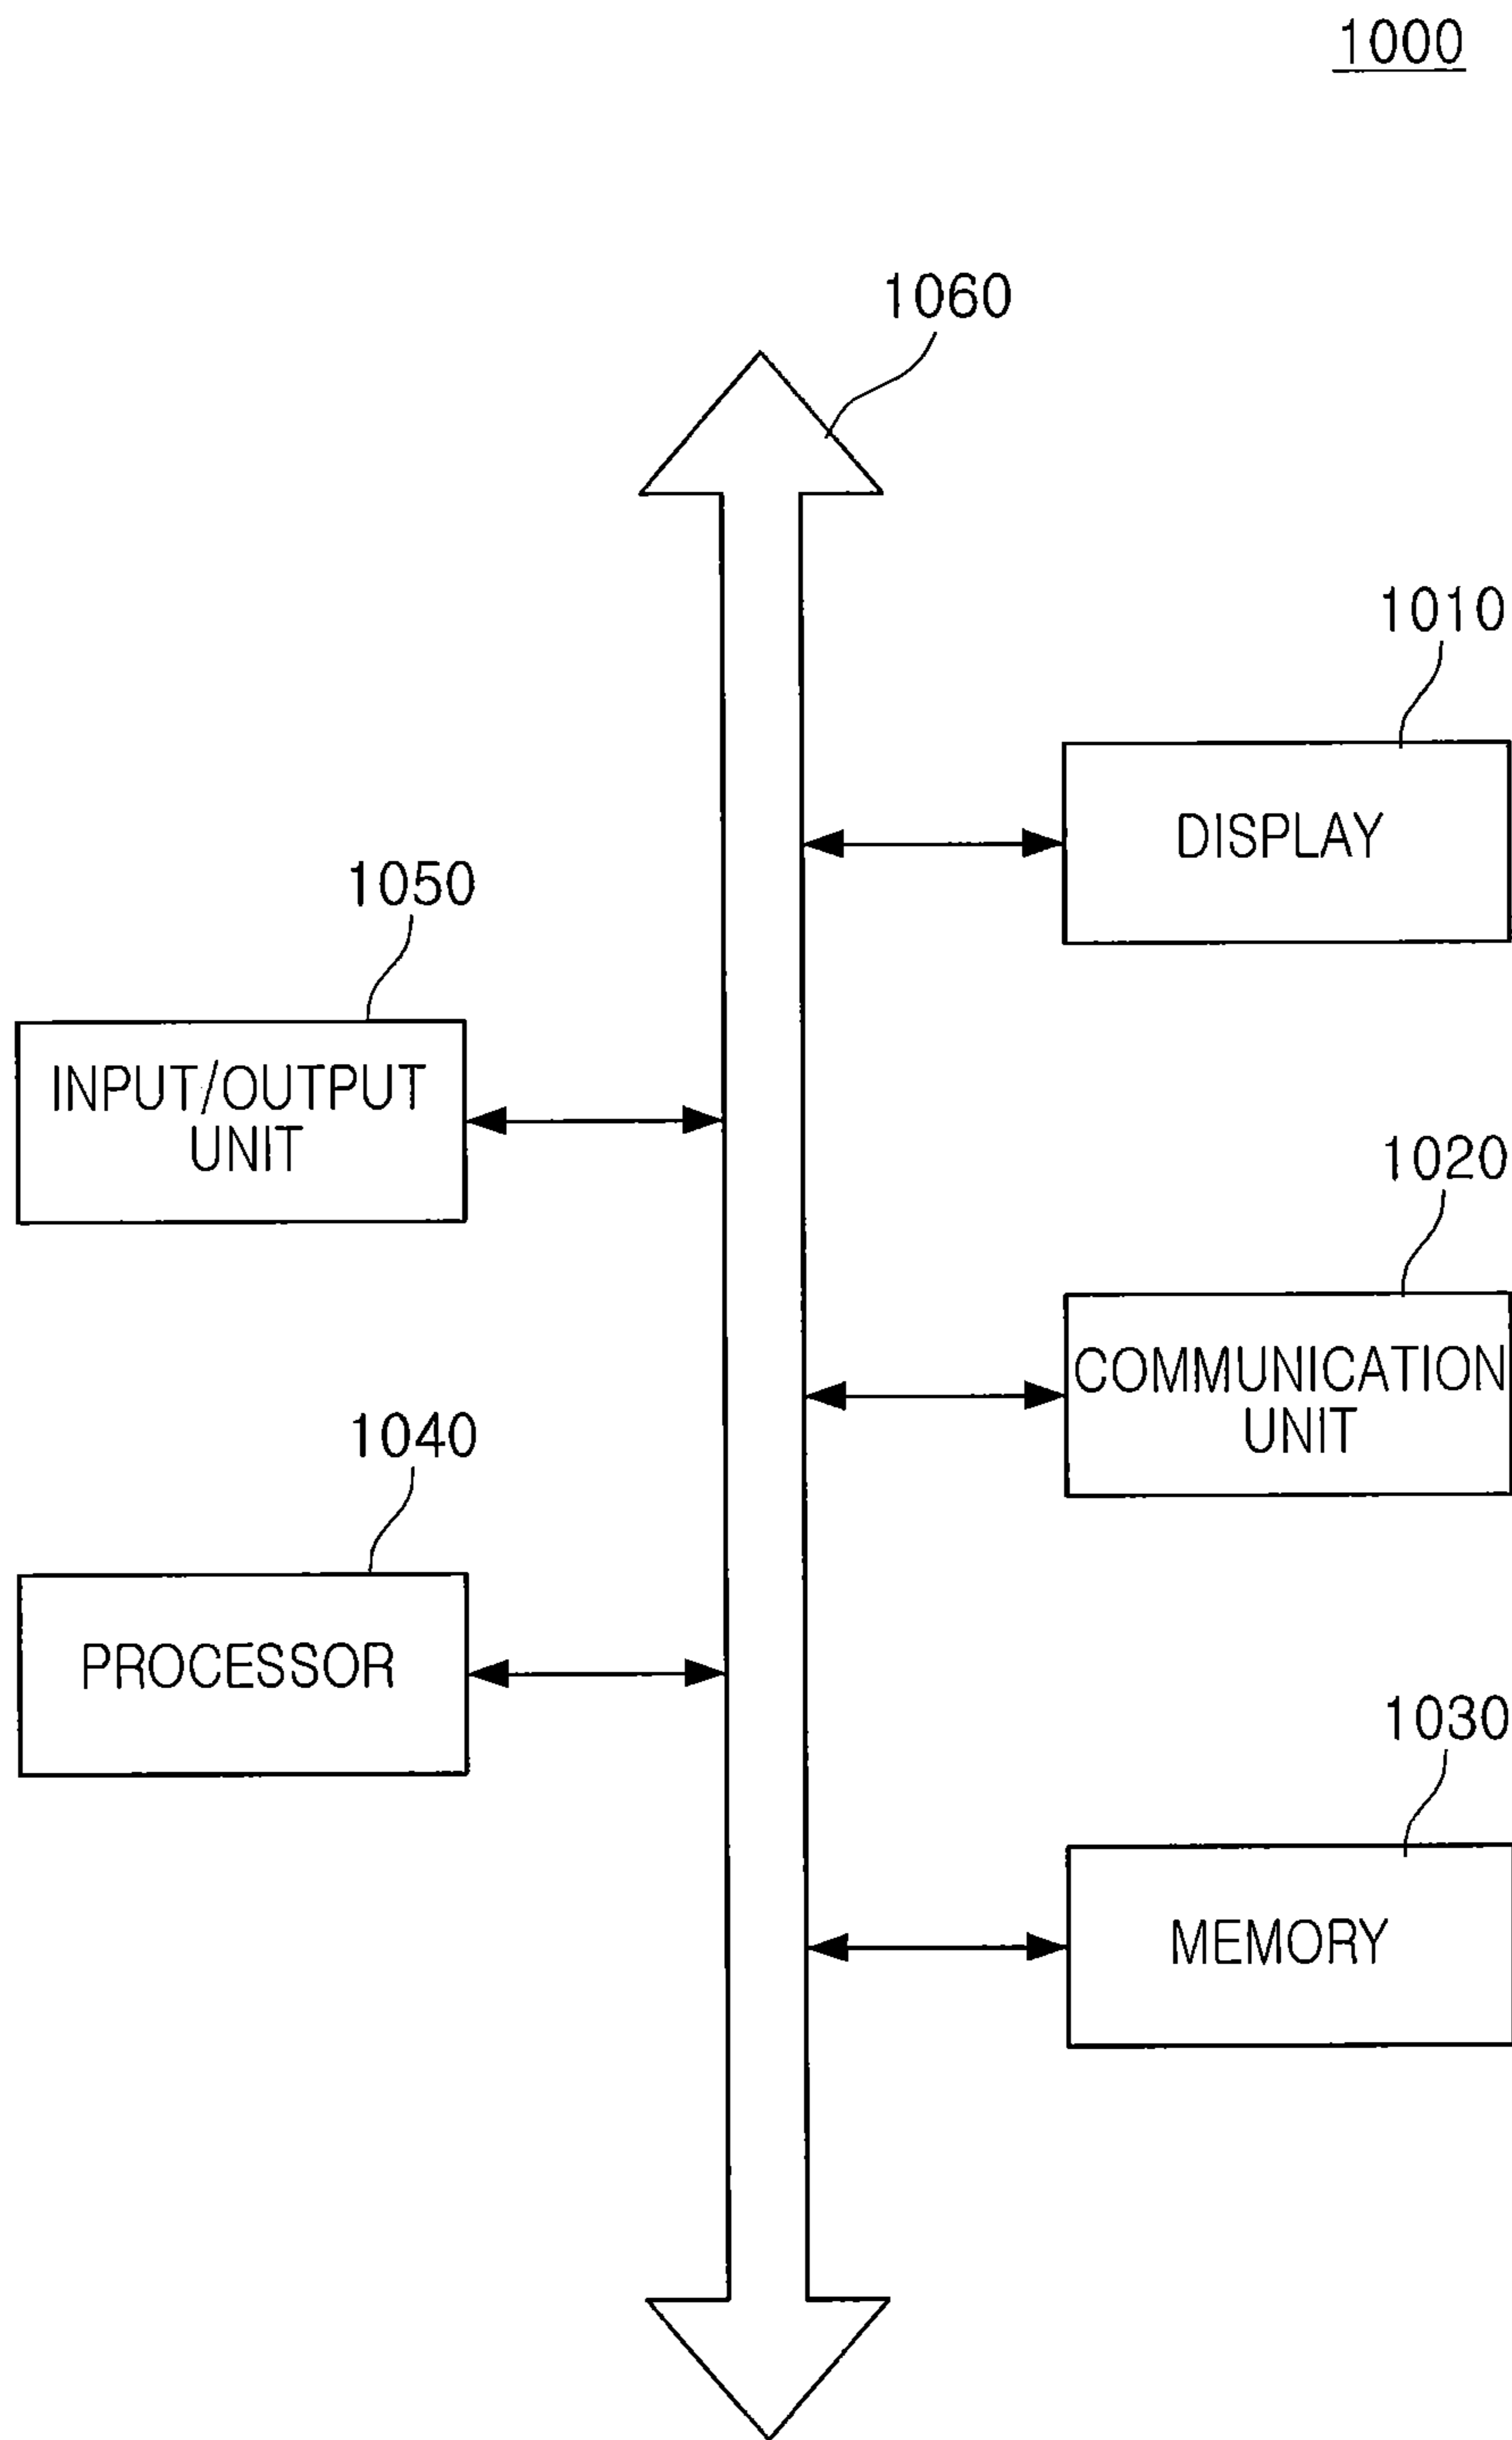 1000
1060
1010
DISPLAY
1050
INPUT/OUTPUT
UNIT
1020
COMMUNICATION
UNIT
1040
PROCESSOR
1030
MEMORY